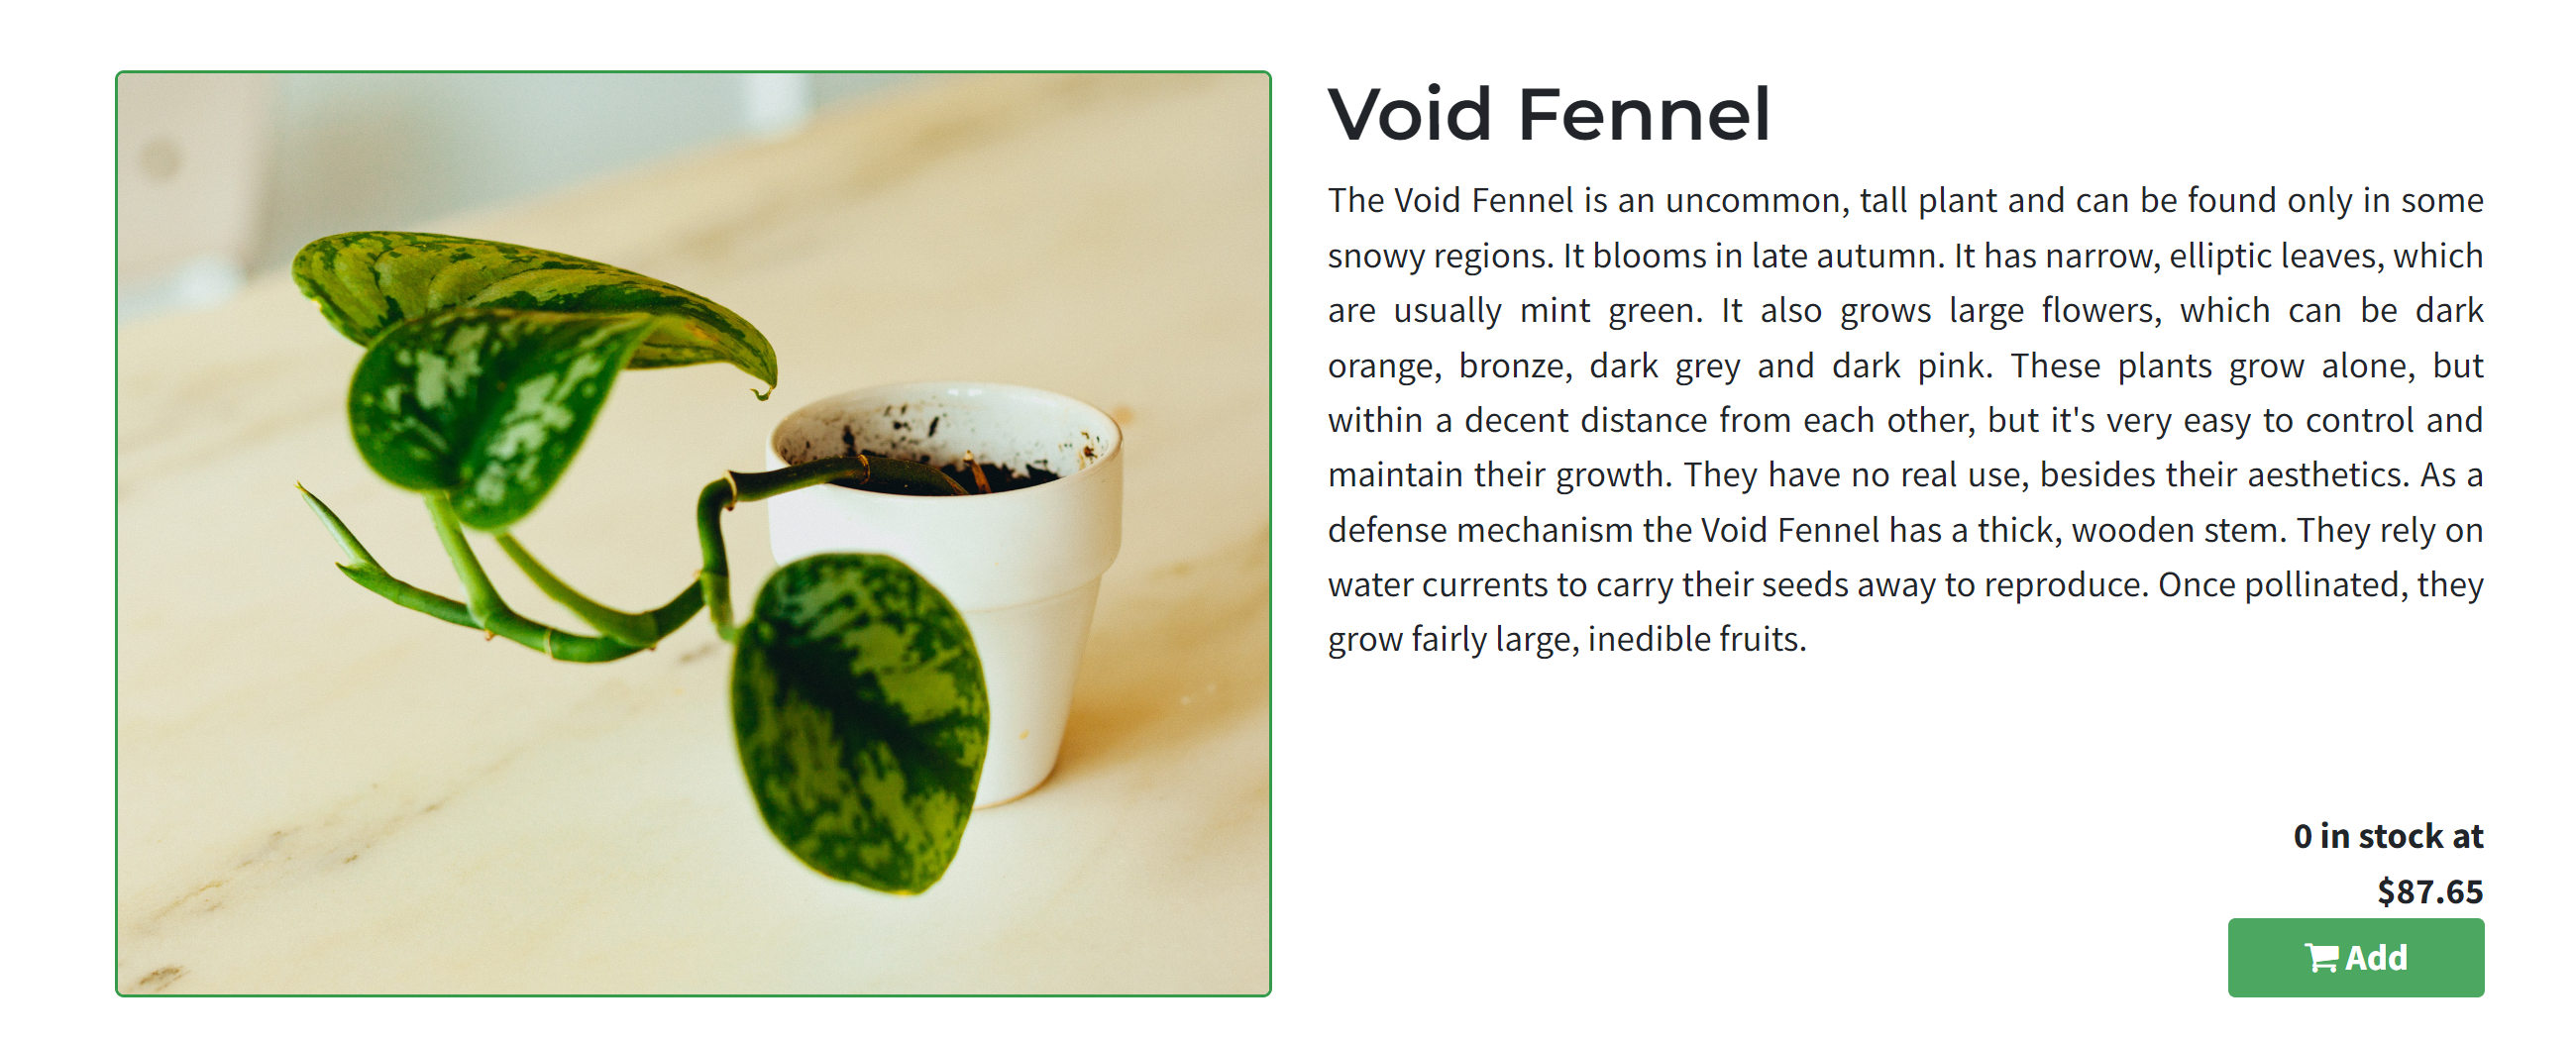 Void Fennel
The Void Fennel is an uncommon, tall plant and can be found only in some
snowy regions. It blooms in late autumn. It has narrow, elliptic leaves, which
are usually mint green. It also grows large flowers, which can be dark
orange, bronze, dark grey and dark pink. These plants grow alone, but
within a decent distance from each other, but it's very easy to control and
maintain their growth. They have no real use, besides their aesthetics. As a
defense mechanism the Void Fennel has a thick, wooden stem. They rely on
water currents to carry their seeds away to reproduce. Once pollinated, they
grow fairly large, inedible fruits.
0 in stock at
$87.65
Add